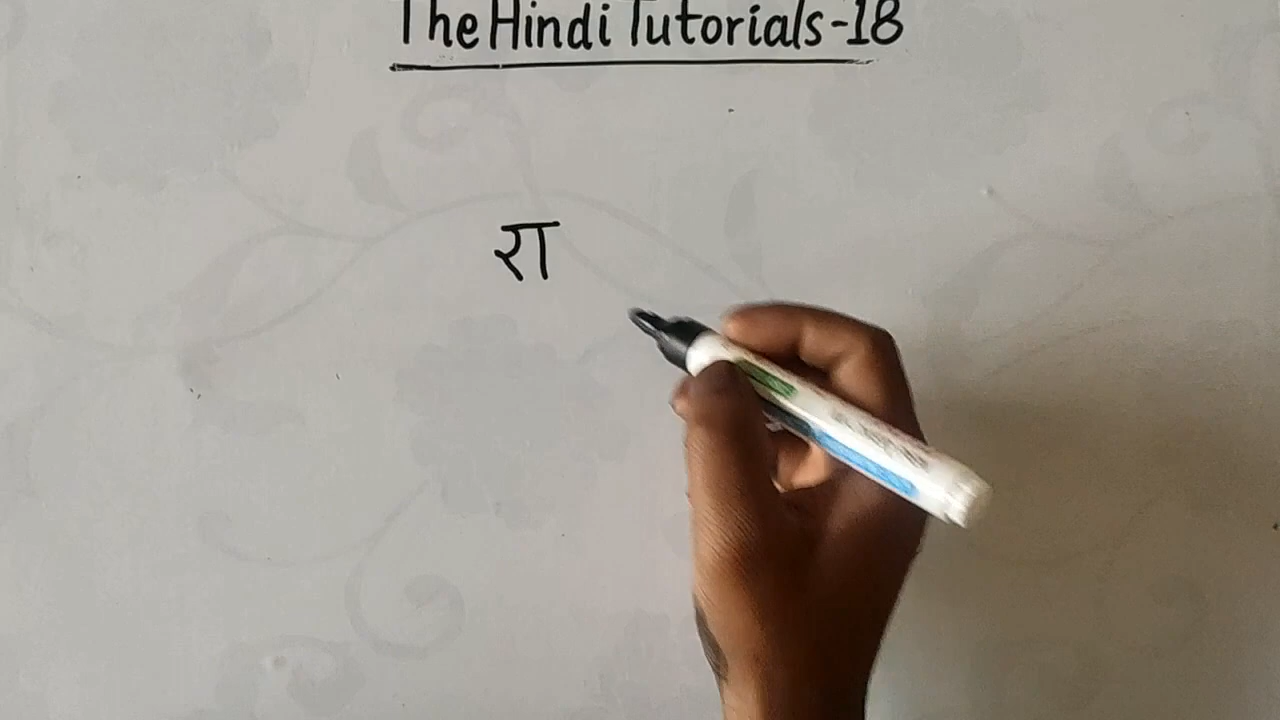 The Hindi Tutorials-18
रा